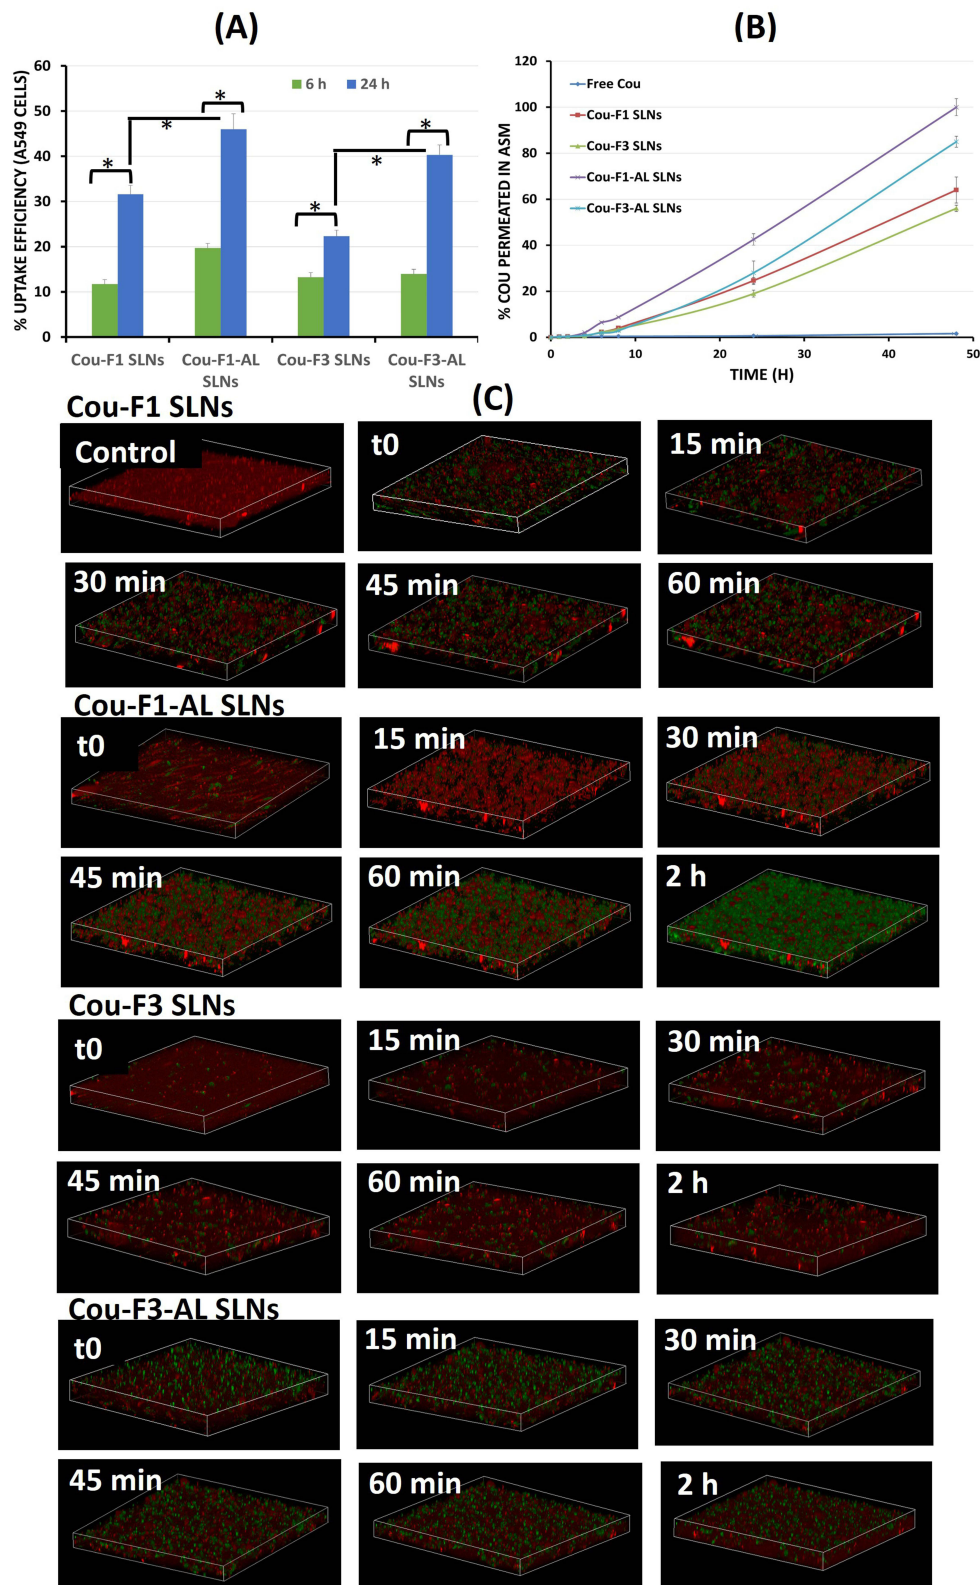 (A)
% UPTAKE EFFICIENCY (A549 CELLS)
60
50
40
30
20
10
0
6 h
24 h
*
*
*
*
*
*
Cou-F1 SLNs
Cou-F1-AL
SLNs
Cou-F3 SLNs
Cou-F3-AL
SLNs
(B)
% COU PERMEATED IN ASM
120
100
80
60
40
20
0
Free Cou
Cou-F1 SLNs
Cou-F3 SLNs
Cou-F1-AL SLNs
Cou-F3-AL SLNs
0
10
20
30
40
50
TIME (H)
(C)
Cou-F1 SLNs
Control
t0
15 min
30 min
45 min
60 min
Cou-F1-AL SLNs
t0
15 min
30 min
45 min
60 min
2 h
Cou-F3 SLNs
t0
15 min
30 min
45 min
60 min
2 h
Cou-F3-AL SLNs
t0
15 min
30 min
45 min
60 min
2 h